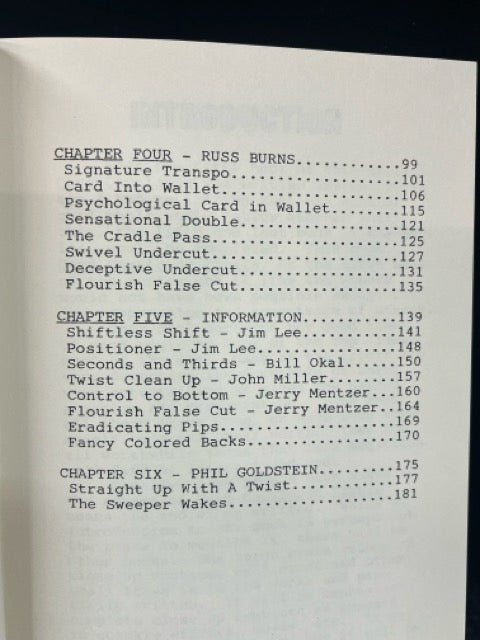 CHAPTER FOUR - RUSS BURNS............99
Signature Transpo....................101
Card Into Wallet.....................106
Psychological Card in Wallet........115
Sensational Double...................121
The Cradle Pass......................125
Swivel Undercut......................127
Deceptive Undercut...................131
Flourish False Cut...................135
CHAPTER FIVE - INFORMATION..........139
Shiftless Shift - Jim Lee............141
Positioner - Jim Lee.................148
Seconds and Thirds - Bill Okal......150
Twist Clean Up - John Miller........157
Control to Bottom - Jerry Mentzer...160
Flourish False Cut - Jerry Mentzer..164
Eradicating Pips.....................169
Fancy Colored Backs..................170
CHAPTER SIX - PHIL GOLDSTEIN.........175
Straight Up With A Twist.............177
The Sweeper Wakes....................181